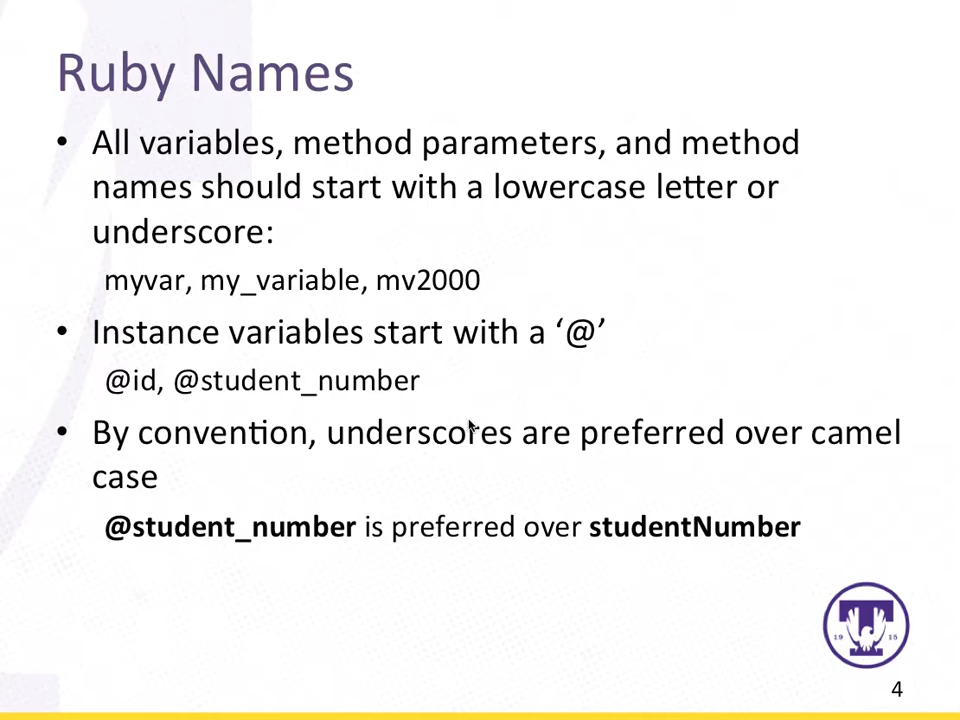 Ruby Names
• All variables, method parameters, and method
names should start with a lowercase letter or
underscore:
myvar, my_variable, mv2000
• Instance variables start with a ‘@’
@id, @student_number
• By convention, underscores are preferred over camel
case
@student_number is preferred over studentNumber
T
19 15
4